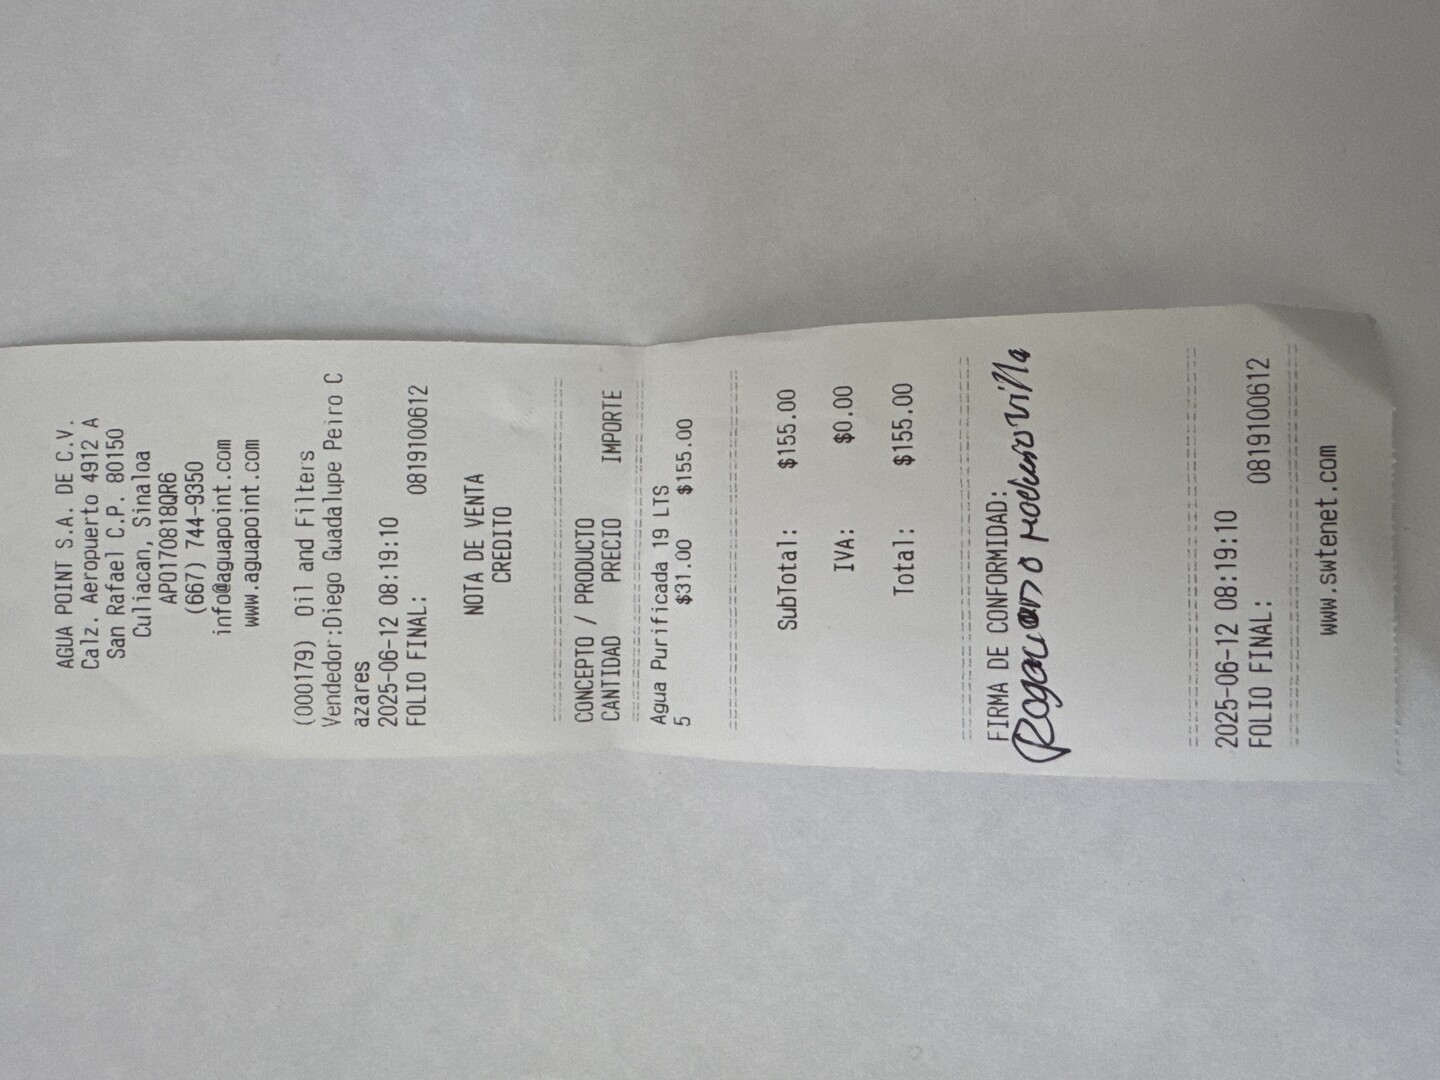 AGUA POINT S.A. DE C.V.
Calz. Aeropuerto 4912 A
San Rafael C.P. 80150
Culiacan, Sinaloa
APO170818QR6
(667) 744-9350
info@aguapoint.com
www.aguapoint.com
(000179) Oil and Filters
Vendedor:Diego Guadalupe Peiro C
azares
2025-06-12 08:19:10
FOLIO FINAL: 0819100612
NOTA DE VENTA
CREDITO
CONCEPTO / PRODUCTO
CANTIDAD PRECIO IMPORTE
Agua Purificada 19 LTS
5 $31.00 $155.00
SubTotal: $155.00
IVA: $0.00
Total: $155.00
FIRMA DE CONFORMIDAD:
2025-06-12 08:19:10
FOLIO FINAL: 0819100612
www.swtenet.com